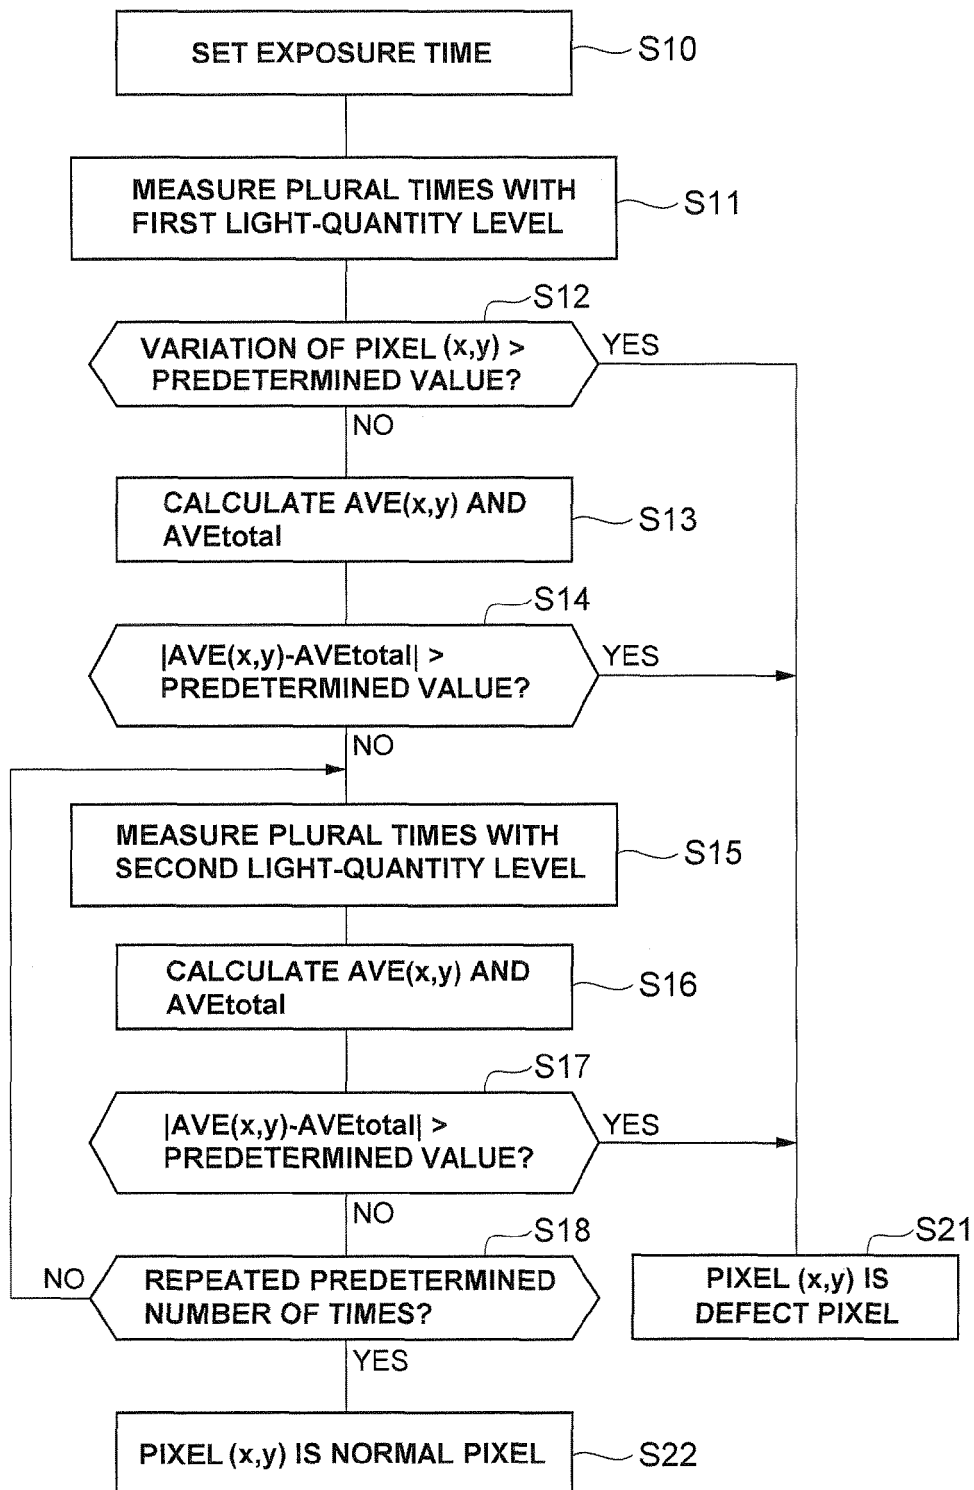 SET EXPOSURE TIME
S10
MEASURE PLURAL TIMES WITH
FIRST LIGHT-QUANTITY LEVEL
S11
S12
VARIATION OF PIXEL (x,y) >
PREDETERMINED VALUE?
YES
NO
CALCULATE AVE(x,y) AND
AVEtotal
S13
S14
|AVE(x,y)-AVEtotal| >
PREDETERMINED VALUE?
YES
NO
MEASURE PLURAL TIMES WITH
SECOND LIGHT-QUANTITY LEVEL
S15
CALCULATE AVE(x,y) AND
AVEtotal
S16
S17
|AVE(x,y)-AVEtotal| >
PREDETERMINED VALUE?
YES
NO
S18
REPEATED PREDETERMINED
NUMBER OF TIMES?
NO
YES
S21
PIXEL (x,y) IS
DEFECT PIXEL
PIXEL (x,y) IS NORMAL PIXEL
S22